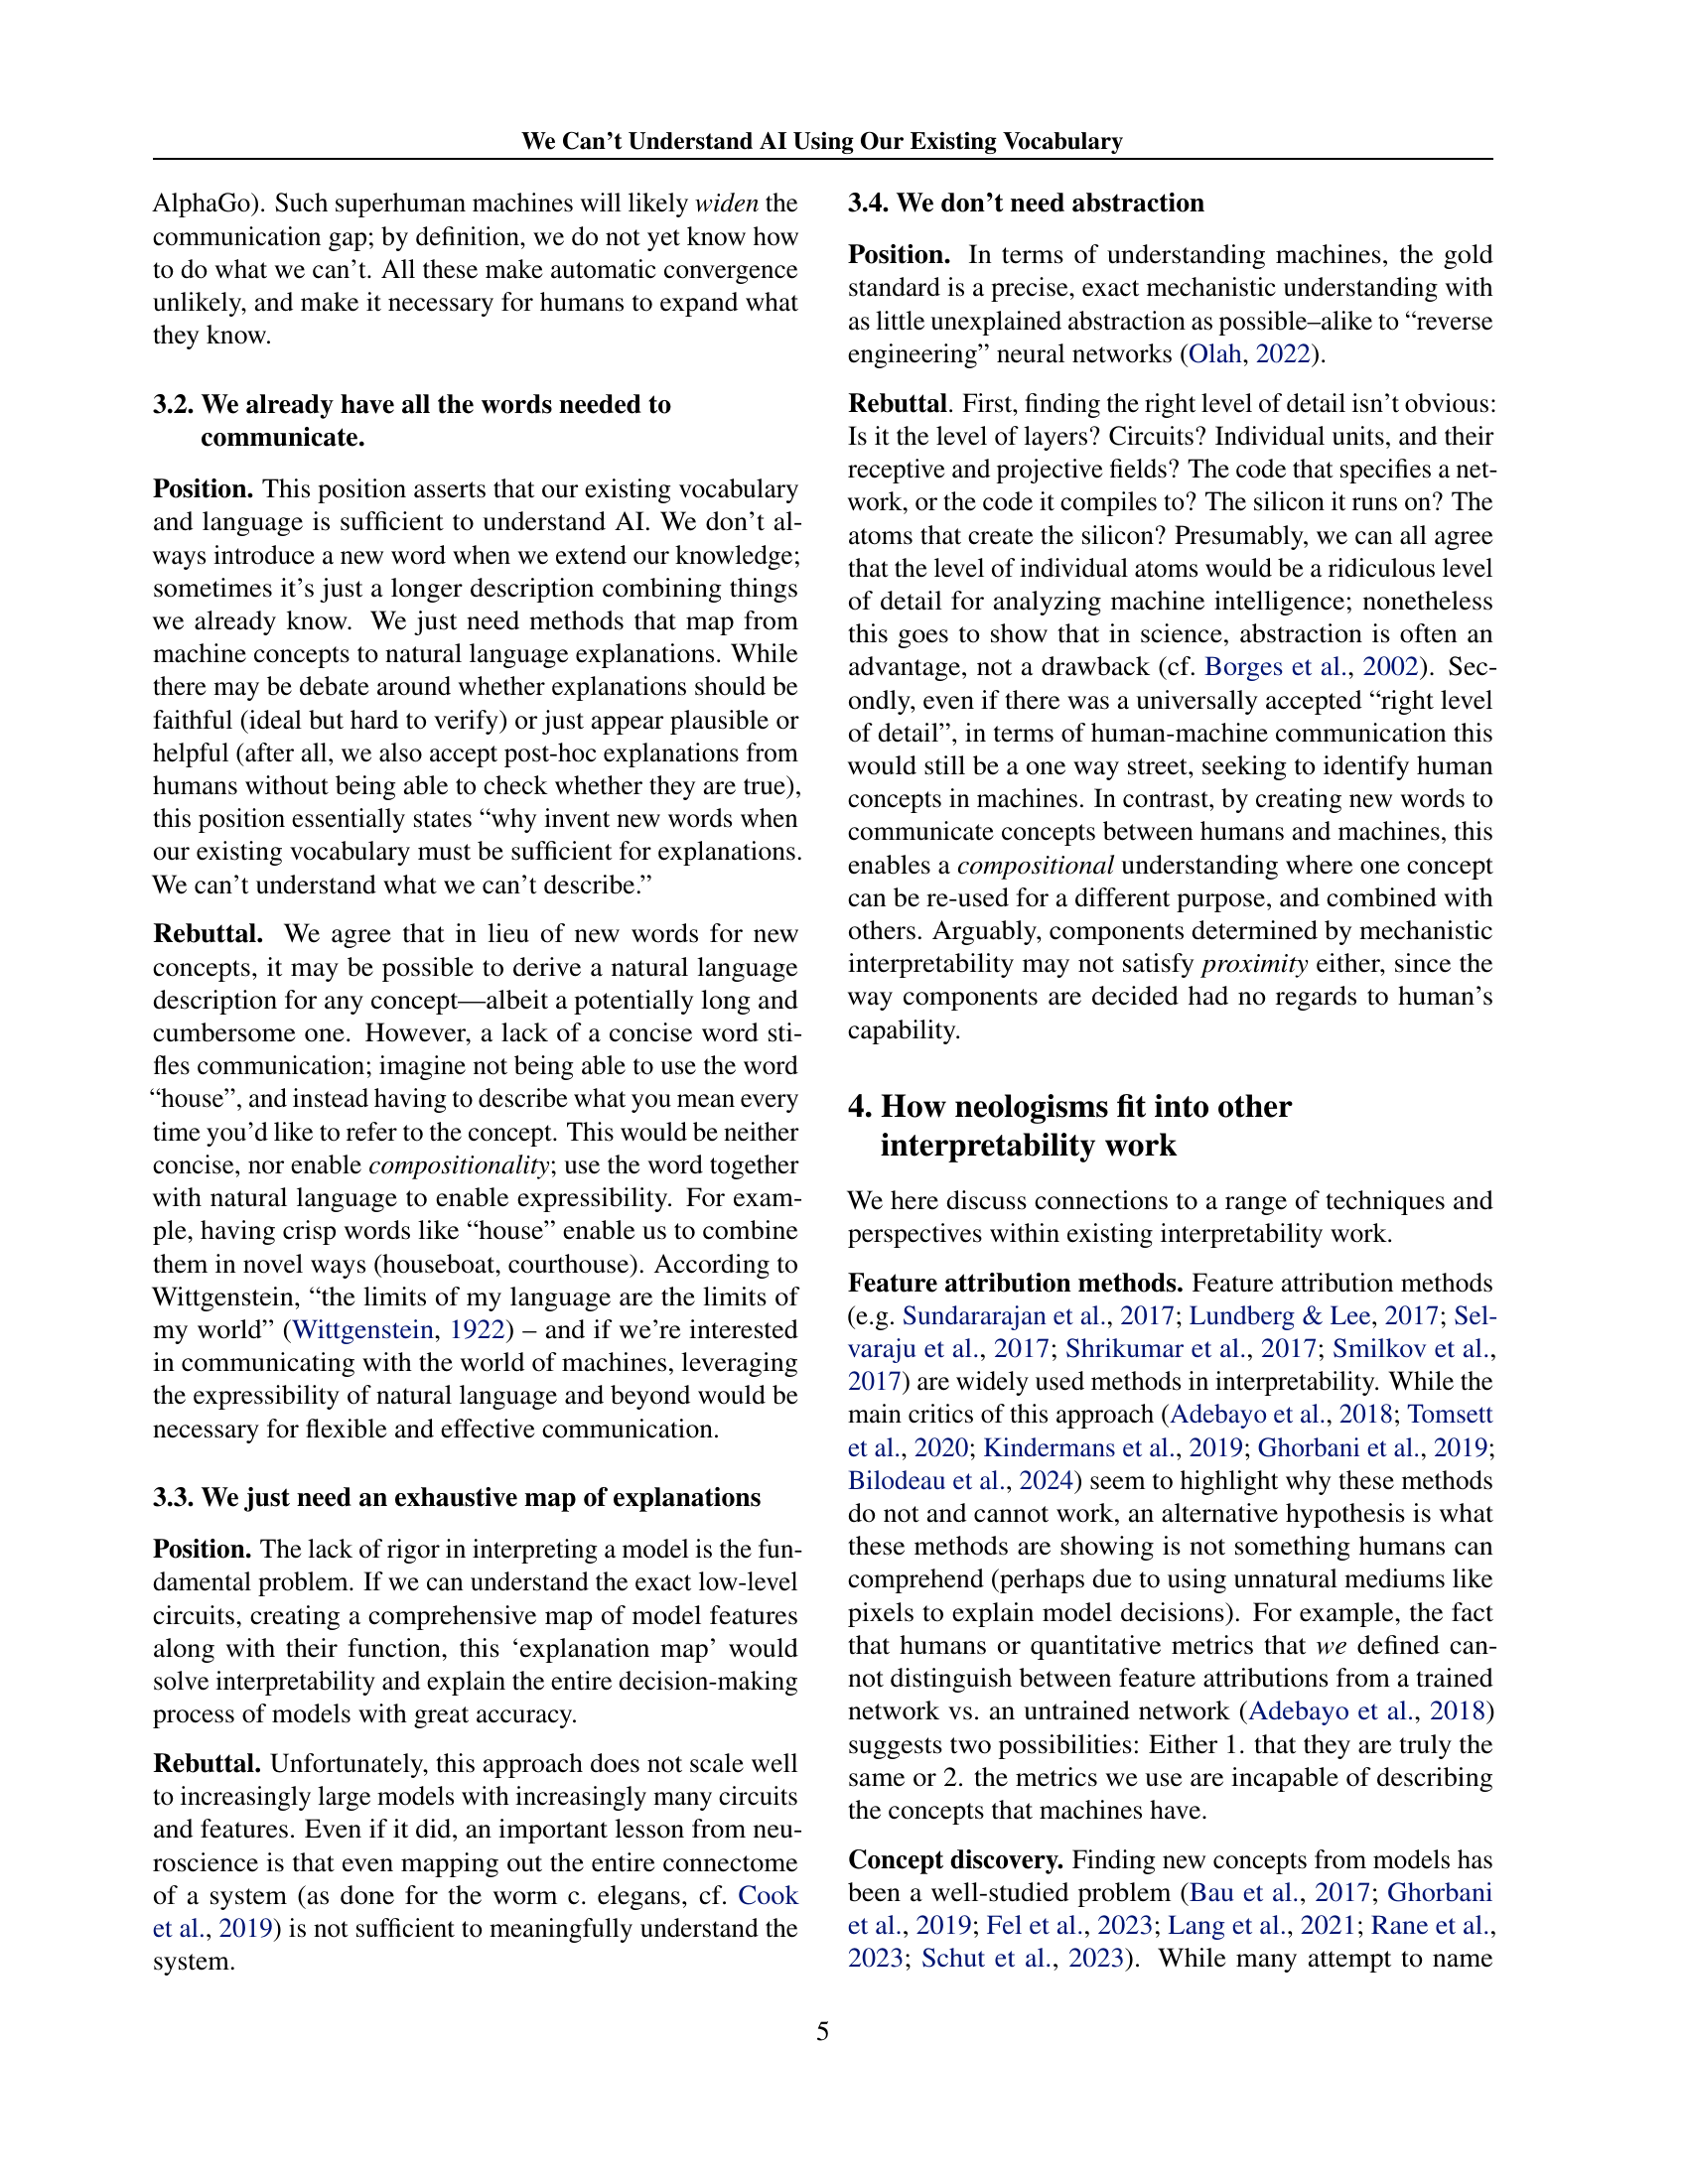 We Can't Understand AI Using Our Existing Vocabulary
AlphaGo). Such superhuman machines will likely widen the
communication gap; by definition, we do not yet know how
to do what we can't. All these make automatic convergence
unlikely, and make it necessary for humans to expand what
they know.
3.2. We already have all the words needed to
communicate.
Position. This position asserts that our existing vocabulary
and language is sufficient to understand AI. We don't al-
ways introduce a new word when we extend our knowledge;
sometimes it's just a longer description combining things
we already know. We just need methods that map from
machine concepts to natural language explanations. While
there may be debate around whether explanations should be
faithful (ideal but hard to verify) or just appear plausible or
helpful (after all, we also accept post-hoc explanations from
humans without being able to check whether they are true),
this position essentially states “why invent new words when
our existing vocabulary must be sufficient for explanations.
We can't understand what we can't describe.”
Rebuttal. We agree that in lieu of new words for new
concepts, it may be possible to derive a natural language
description for any concept—albeit a potentially long and
cumbersome one. However, a lack of a concise word sti-
fles communication; imagine not being able to use the word
“house”, and instead having to describe what you mean every
time you'd like to refer to the concept. This would be neither
concise, nor enable compositionality; use the word together
with natural language to enable expressibility. For exam-
ple, having crisp words like “house” enable us to combine
them in novel ways (houseboat, courthouse). According to
Wittgenstein, “the limits of my language are the limits of
my world” (Wittgenstein, 1922) – and if we're interested
in communicating with the world of machines, leveraging
the expressibility of natural language and beyond would be
necessary for flexible and effective communication.
3.3. We just need an exhaustive map of explanations
Position. The lack of rigor in interpreting a model is the fun-
damental problem. If we can understand the exact low-level
circuits, creating a comprehensive map of model features
along with their function, this ‘explanation map’ would
solve interpretability and explain the entire decision-making
process of models with great accuracy.
Rebuttal. Unfortunately, this approach does not scale well
to increasingly large models with increasingly many circuits
and features. Even if it did, an important lesson from neu-
roscience is that even mapping out the entire connectome
of a system (as done for the worm c. elegans, cf. Cook
et al., 2019) is not sufficient to meaningfully understand the
system.
3.4. We don't need abstraction
Position. In terms of understanding machines, the gold
standard is a precise, exact mechanistic understanding with
as little unexplained abstraction as possible–alike to “reverse
engineering” neural networks (Olah, 2022).
Rebuttal. First, finding the right level of detail isn't obvious:
Is it the level of layers? Circuits? Individual units, and their
receptive and projective fields? The code that specifies a net-
work, or the code it compiles to? The silicon it runs on? The
atoms that create the silicon? Presumably, we can all agree
that the level of individual atoms would be a ridiculous level
of detail for analyzing machine intelligence; nonetheless
this goes to show that in science, abstraction is often an
advantage, not a drawback (cf. Borges et al., 2002). Sec-
ondly, even if there was a universally accepted “right level
of detail”, in terms of human-machine communication this
would still be a one way street, seeking to identify human
concepts in machines. In contrast, by creating new words to
communicate concepts between humans and machines, this
enables a compositional understanding where one concept
can be re-used for a different purpose, and combined with
others. Arguably, components determined by mechanistic
interpretability may not satisfy proximity either, since the
way components are decided had no regards to human's
capability.
4. How neologisms fit into other
interpretability work
We here discuss connections to a range of techniques and
perspectives within existing interpretability work.
Feature attribution methods. Feature attribution methods
(e.g. Sundararajan et al., 2017; Lundberg & Lee, 2017; Sel-
varaju et al., 2017; Shrikumar et al., 2017; Smilkov et al.,
2017) are widely used methods in interpretability. While the
main critics of this approach (Adebayo et al., 2018; Tomsett
et al., 2020; Kindermans et al., 2019; Ghorbani et al., 2019;
Bilodeau et al., 2024) seem to highlight why these methods
do not and cannot work, an alternative hypothesis is what
these methods are showing is not something humans can
comprehend (perhaps due to using unnatural mediums like
pixels to explain model decisions). For example, the fact
that humans or quantitative metrics that we defined can-
not distinguish between feature attributions from a trained
network vs. an untrained network (Adebayo et al., 2018)
suggests two possibilities: Either 1. that they are truly the
same or 2. the metrics we use are incapable of describing
the concepts that machines have.
Concept discovery. Finding new concepts from models has
been a well-studied problem (Bau et al., 2017; Ghorbani
et al., 2019; Fel et al., 2023; Lang et al., 2021; Rane et al.,
2023; Schut et al., 2023). While many attempt to name
5